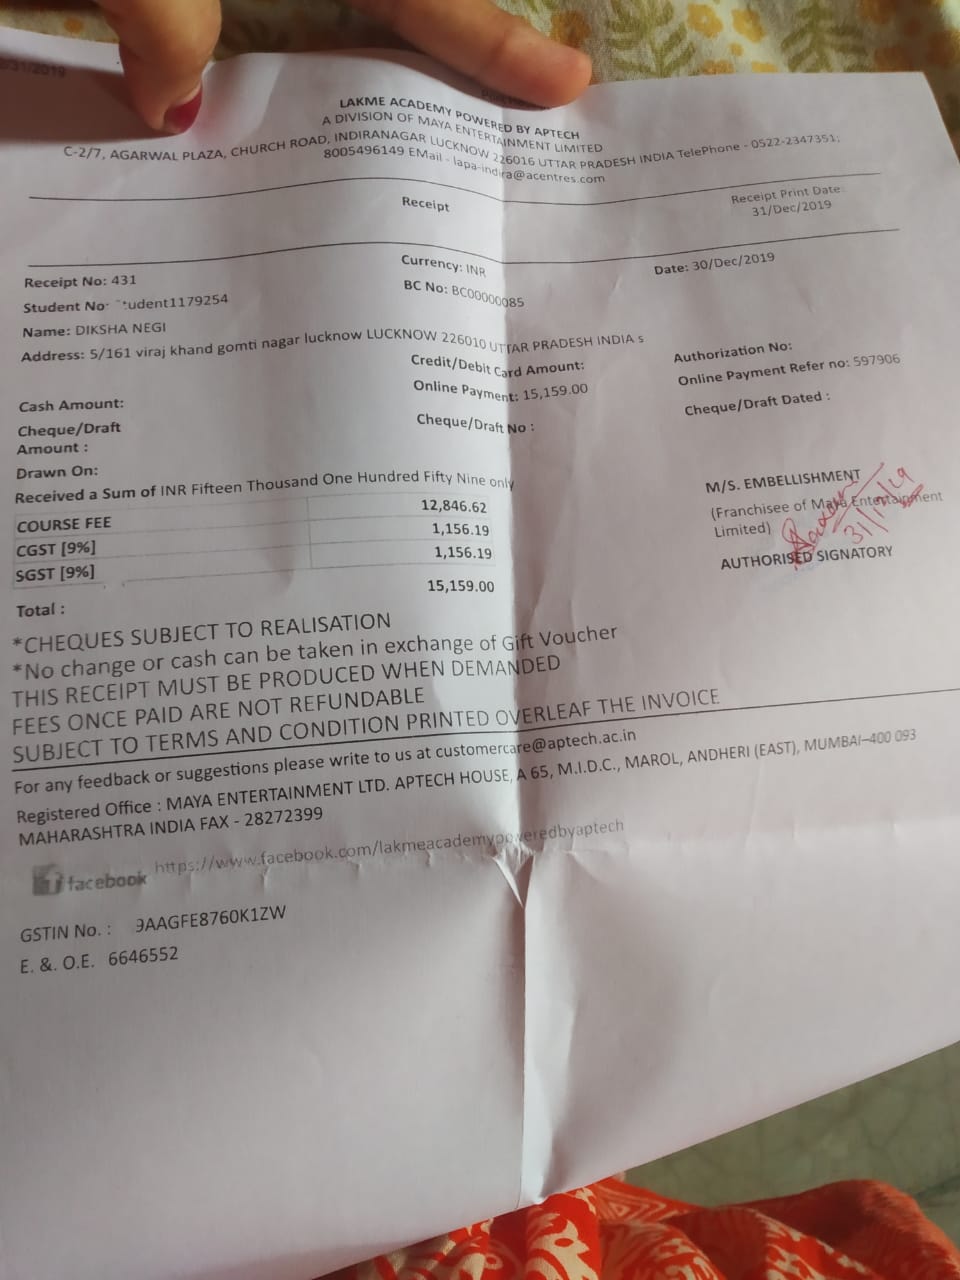 /31/2019
LAKME ACADEMY POWERED BY APTECH
A DIVISION OF MAYA ENTERTAINMENT LIMITED
C-2/7, AGARWAL PLAZA, CHURCH ROAD, INDIRANAGAR LUCKNOW 226016 UTTAR PRADESH INDIA TelePhone - 0522-2347351;
8005496149 EMail - lapa-indira@acentres.com
Receipt
Receipt Print Date:
31/Dec/2019
Receipt No: 431 Currency: INR Date: 30/Dec/2019
Student No: tudent1179254 BC No: BC00000085
Name: DIKSHA NEGI
Address: 5/161 viraj khand gomti nagar lucknow LUCKNOW 226010 UTTAR PRADESH INDIA s
Credit/Debit Card Amount: Authorization No:
Cash Amount: Online Payment: 15,159.00 Online Payment Refer no: 597906
Cheque/Draft Amount : Cheque/Draft No : Cheque/Draft Dated :
Drawn On:
Received a Sum of INR Fifteen Thousand One Hundred Fifty Nine only
COURSE FEE 12,846.62
CGST [9%] 1,156.19
SGST [9%] 1,156.19
Total : 15,159.00
M/S. EMBELLISHMENT
(Franchisee of Maya Entertainment
Limited)
31/12/19
AUTHORISED SIGNATORY
*CHEQUES SUBJECT TO REALISATION
*No change or cash can be taken in exchange of Gift Voucher
THIS RECEIPT MUST BE PRODUCED WHEN DEMANDED
FEES ONCE PAID ARE NOT REFUNDABLE
SUBJECT TO TERMS AND CONDITION PRINTED OVERLEAF THE INVOICE
For any feedback or suggestions please write to us at customercare@aptech.ac.in
Registered Office : MAYA ENTERTAINMENT LTD. APTECH HOUSE, A 65, M.I.D.C., MAROL, ANDHERI (EAST), MUMBAI–400 093
MAHARASHTRA INDIA FAX - 28272399
facebook https://www.facebook.com/lakmeacademypoweredbyaptech
GSTIN No. : 9AAGFE8760K1ZW
E. &. O.E. 6646552